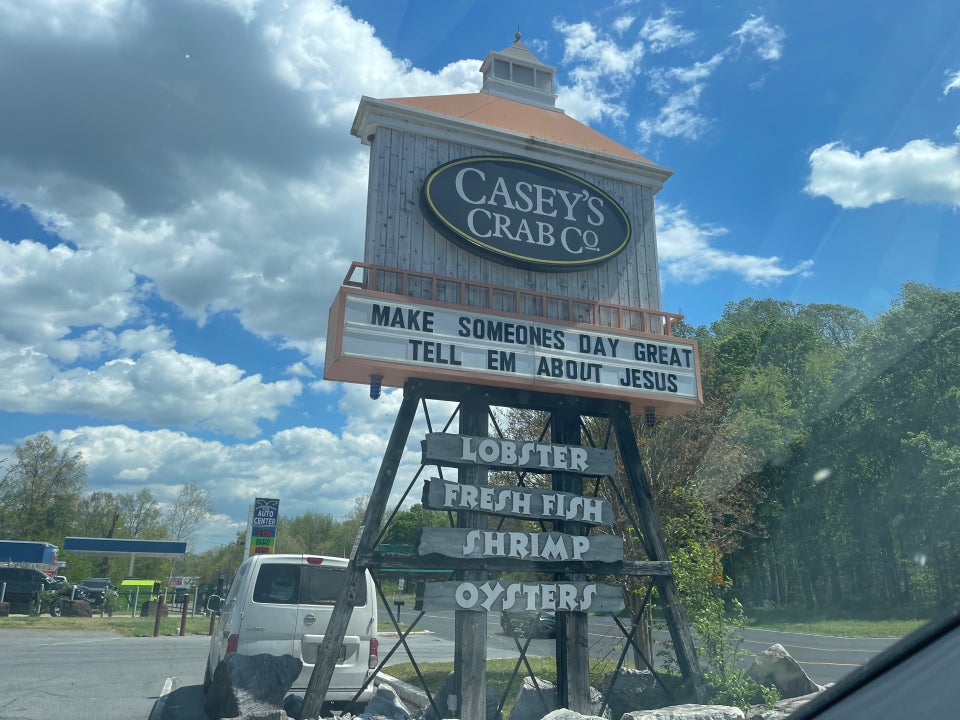 CASEY'S
CRAB CO
MAKE SOMEONES DAY GREAT
TELL EM ABOUT JESUS
LOBSTER
FRESH FISH
SHRIMP
OYSTERS
AUTO
CENTER